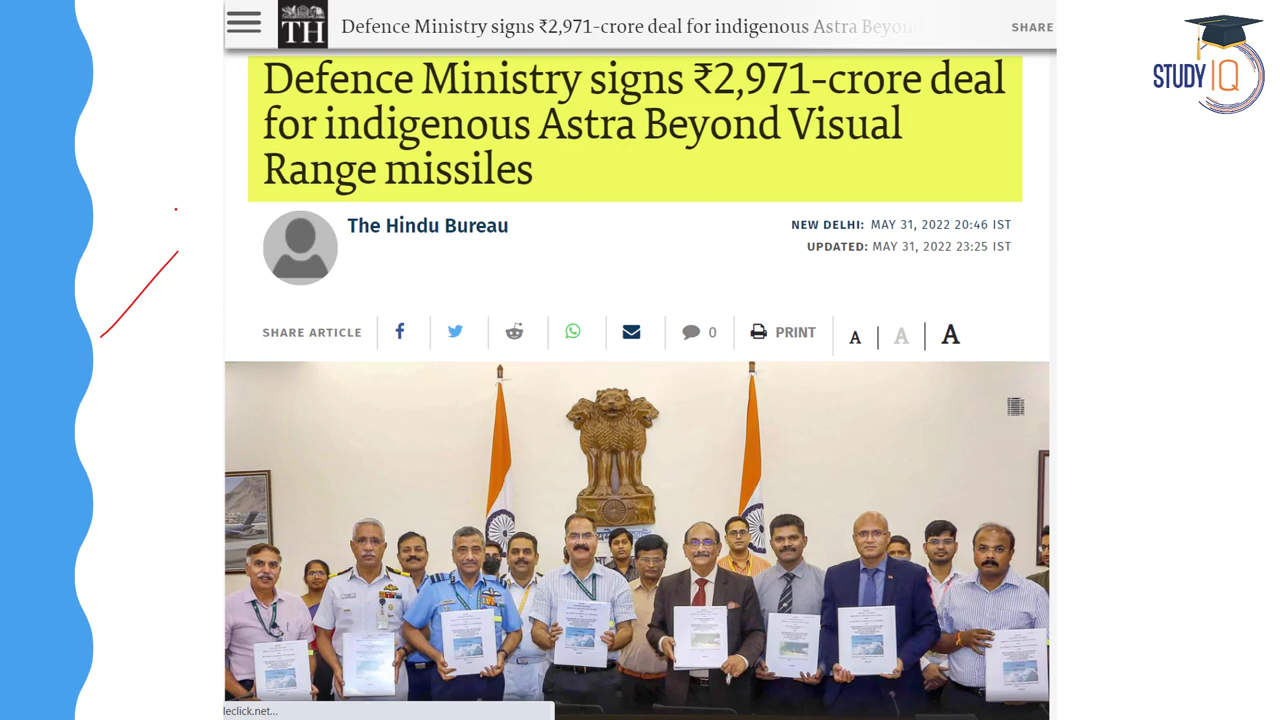 TH
Defence Ministry signs ₹2,971-crore deal for indigenous Astra Beyon
SHARE
STUDY IQ
Defence Ministry signs ₹2,971-crore deal
for indigenous Astra Beyond Visual
Range missiles
The Hindu Bureau
NEW DELHI: MAY 31, 2022 20:46 IST
UPDATED: MAY 31, 2022 23:25 IST
SHARE ARTICLE
0
PRINT
A
A
A
leclick.net...